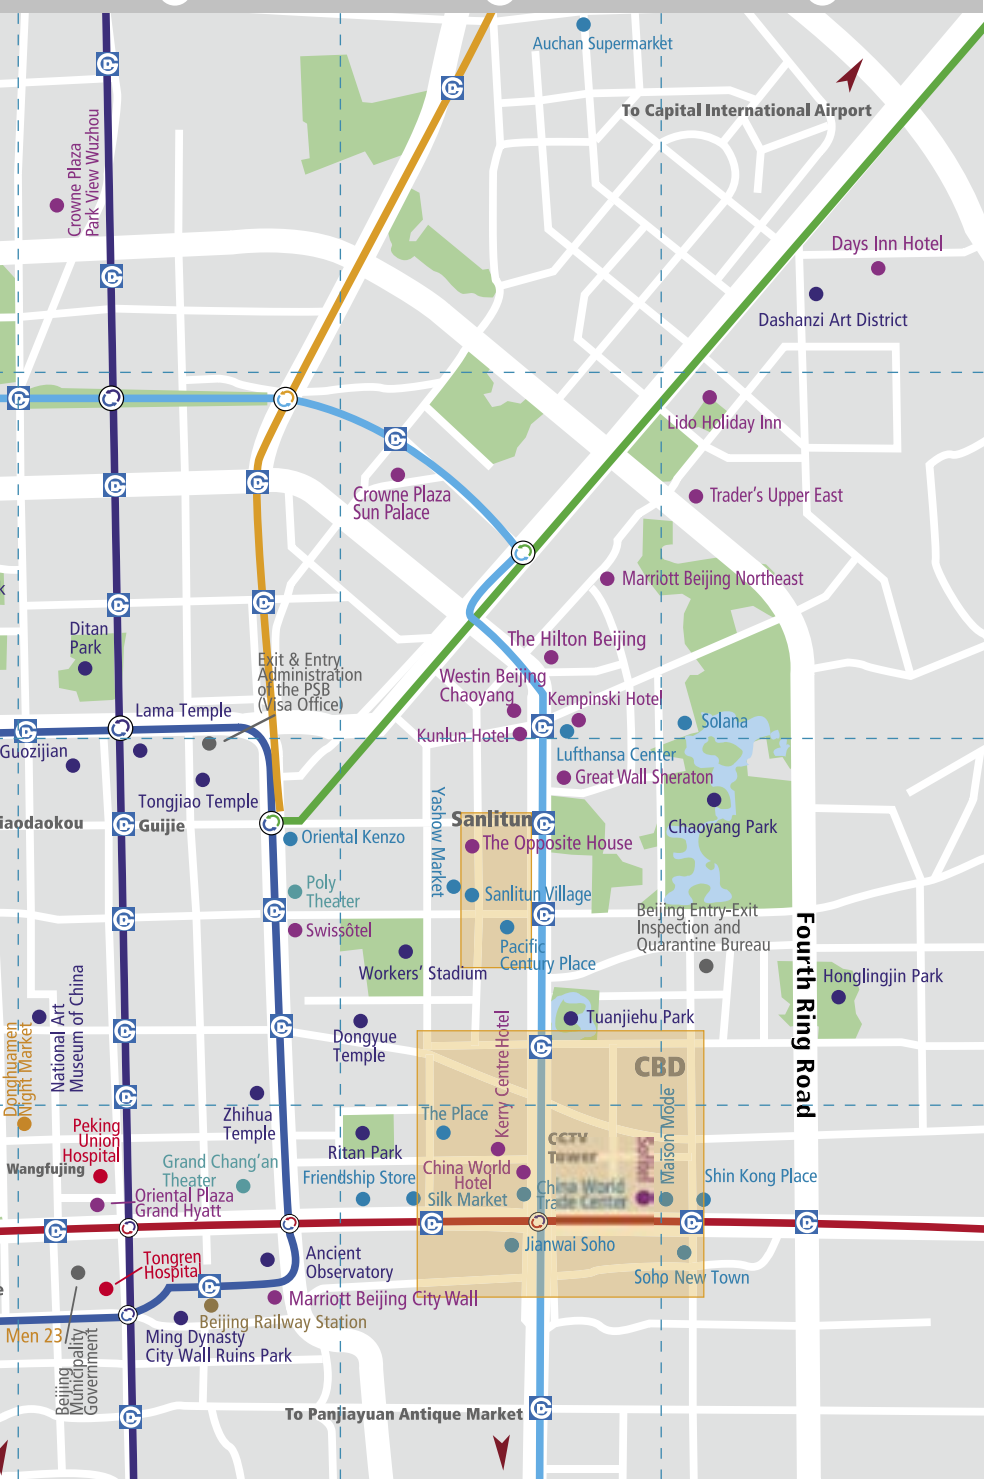 Auchan Supermarket
To Capital International Airport
Crowne Plaza
Park View Wuzhou
Days Inn Hotel
Dashanzi Art District
Lido Holiday Inn
Crowne Plaza
Sun Palace
Trader's Upper East
Marriott Beijing Northeast
Ditan
Park
The Hilton Beijing
Exit & Entry
Administration
of the PSB
(Visa Office)
Westin Beijing
Chaoyang
Kempinski Hotel
Lama Temple
Solana
Kunlun Hotel
Guozijian
Lufthansa Center
Great Wall Sheraton
Tongjiao Temple
Yashow Market
Sanlitun
iaodaokou
Guijie
Chaoyang Park
Oriental Kenzo
The Opposite House
Poly
Theater
Sanlitun Village
Beijing Entry-Exit
Inspection and
Quarantine Bureau
Fourth Ring Road
Swissôtel
Pacific
Century Place
Workers' Stadium
Honglingjin Park
National Art
Museum of China
Tuanjiehu Park
Donghuamen
Night Market
Dongyue
Temple
Kerry Centre Hotel
CBD
Maison Mode
The Place
Zhihua
Temple
Peking
Union
Hospital
Ritan Park
CCTV
Tower
Sofitel
Wangfujing
Grand Chang'an
Theater
China World
Hotel
Friendship Store
Shin Kong Place
Oriental Plaza
Grand Hyatt
Silk Market
China World
Trade Center
Jianwai Soho
Tongren
Hospital
Ancient
Observatory
Soho New Town
Marriott Beijing City Wall
Beijing Railway Station
Men 23
Ming Dynasty
City Wall Ruins Park
Beijing
Municipality
Government
To Panjiayuan Antique Market